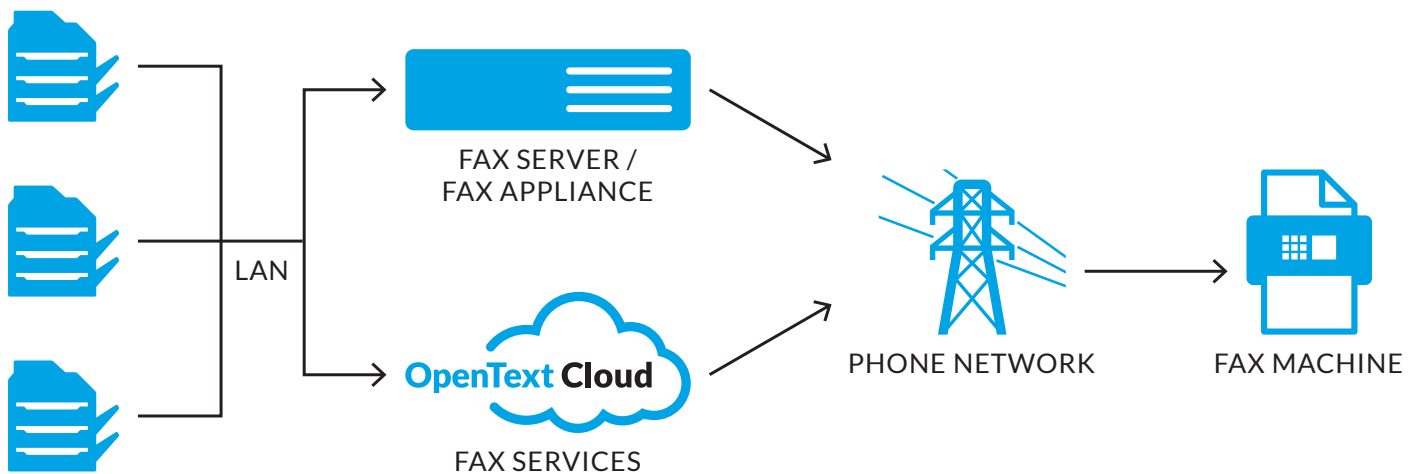 LAN
FAX SERVER /
FAX APPLIANCE
OpenText Cloud
FAX SERVICES
PHONE NETWORK
FAX MACHINE